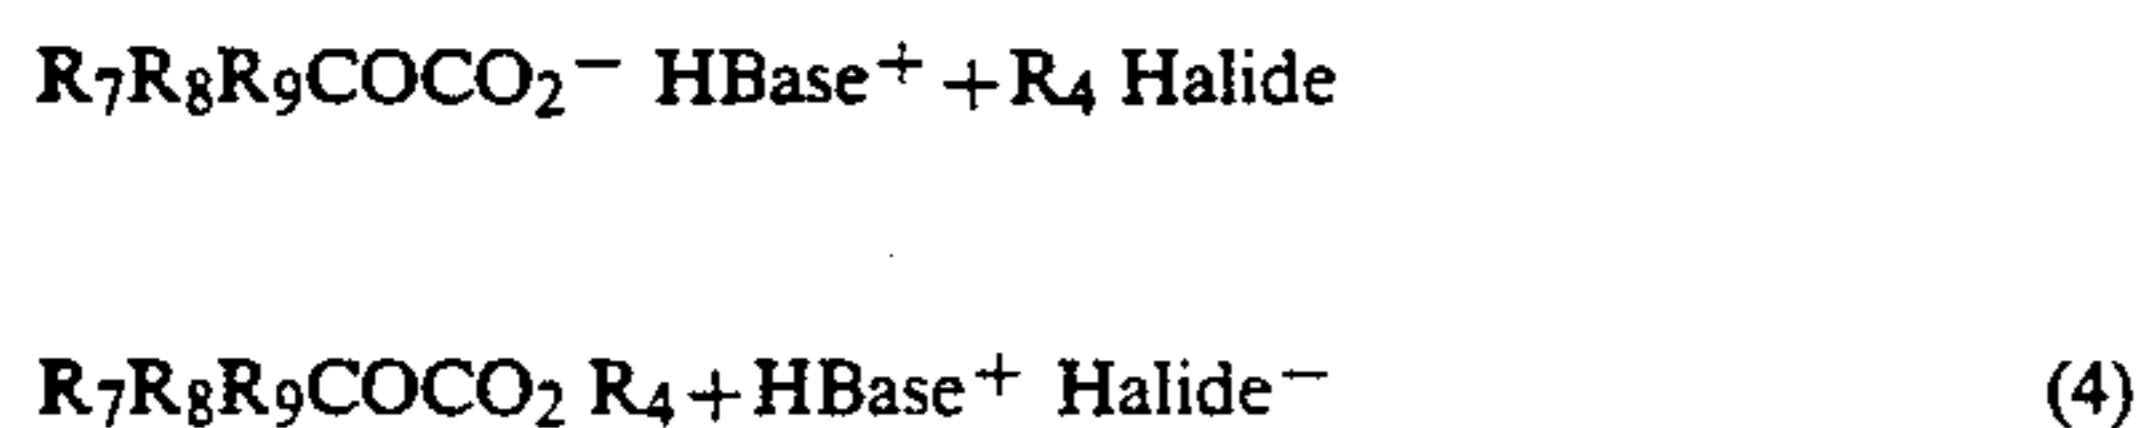 R₇R₈R₉COCO₂⁻ HBase⁺ +R₄ Halide
R₇R₈R₉COCO₂ R₄+HBase⁺ Halide⁻ (4)